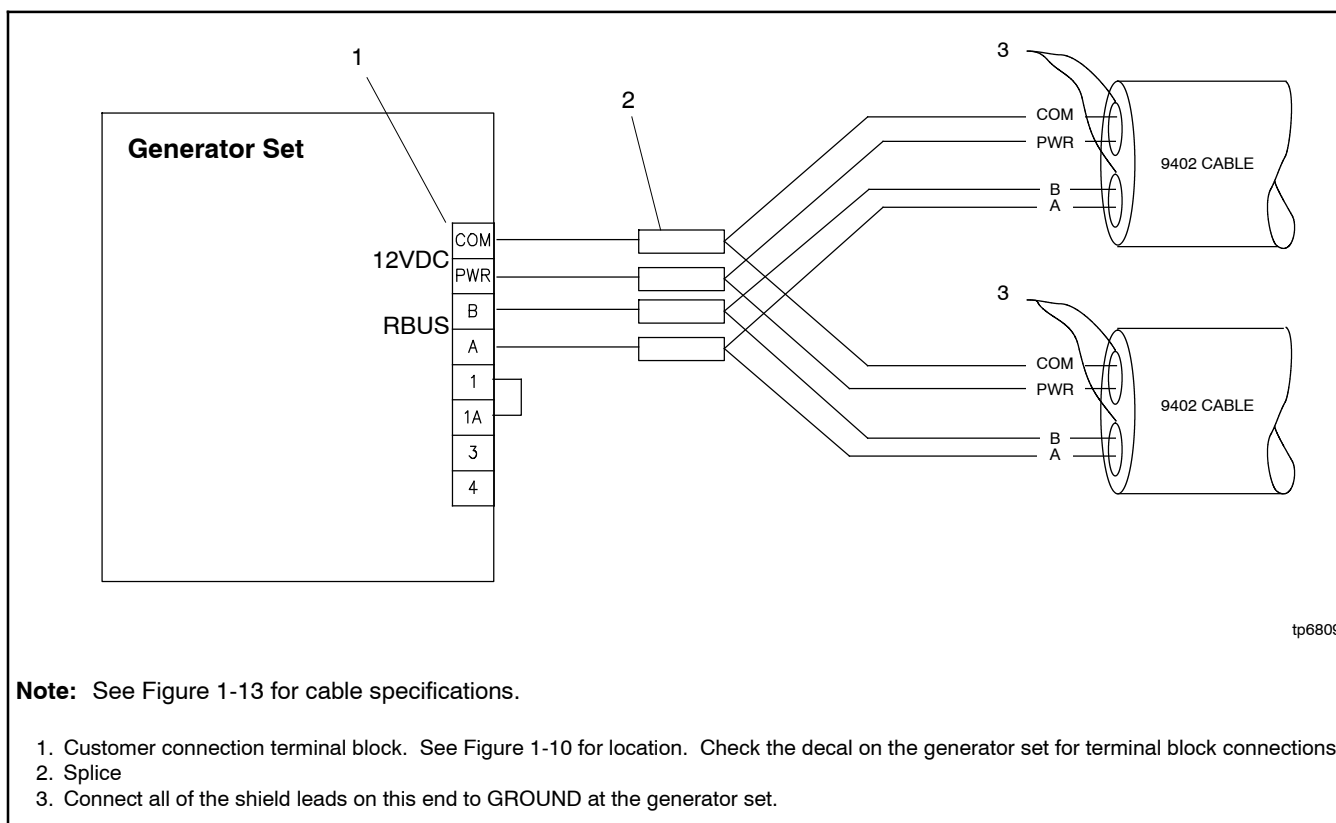 1
2
3
Generator Set
12VDC
RBUS
COM
PWR
B
A
1
1A
3
4
COM
PWR
B
A
9402 CABLE
3
COM
PWR
B
A
9402 CABLE
tp6809
Note: See Figure 1-13 for cable specifications.
1. Customer connection terminal block. See Figure 1-10 for location. Check the decal on the generator set for terminal block connections
2. Splice
3. Connect all of the shield leads on this end to GROUND at the generator set.